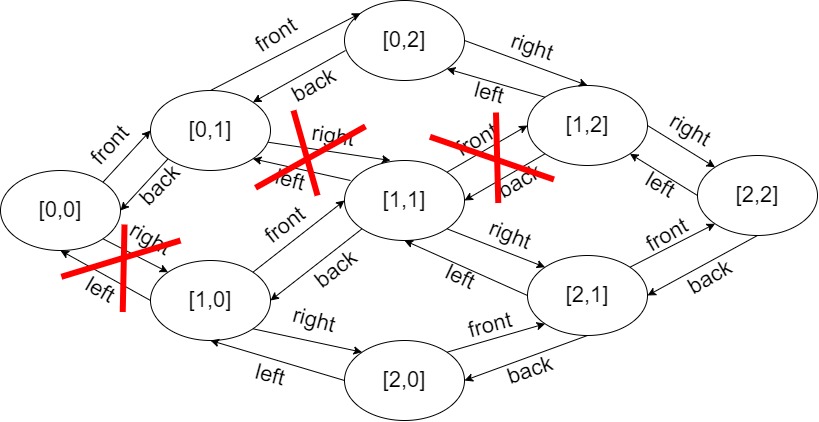 [0,2]
front
right
back
left
[0,1]
[1,2]
front
right
front
right
back
left
back
left
[1,1]
[2,2]
[0,0]
front
right
front
right
back
left
back
left
[1,0]
[2,1]
right
front
left
back
[2,0]